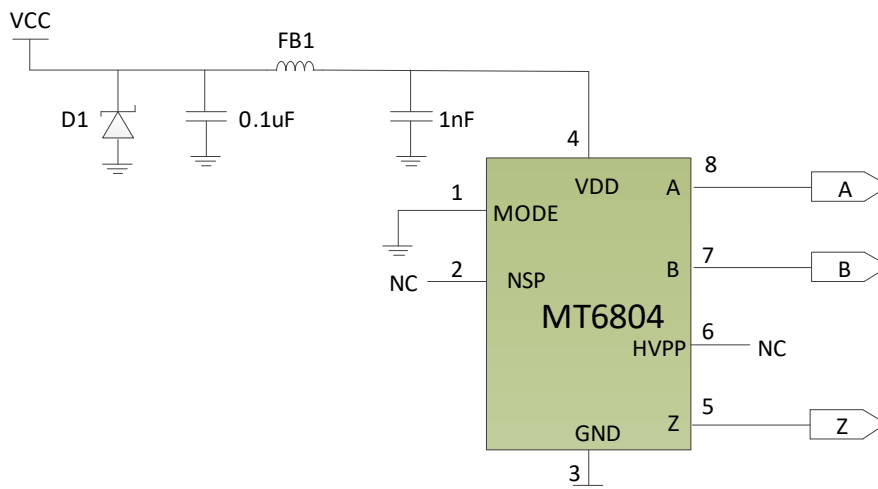 VCC
FB1
D1
0.1uF
1nF
4
8
VDD
A
A
1
MODE
7
B
B
NC
2
NSP
MT6804
6
HVPP
NC
5
Z
Z
GND
3